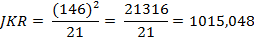 JKR = (146)² / 21 = 21316 / 21 = 1015,048